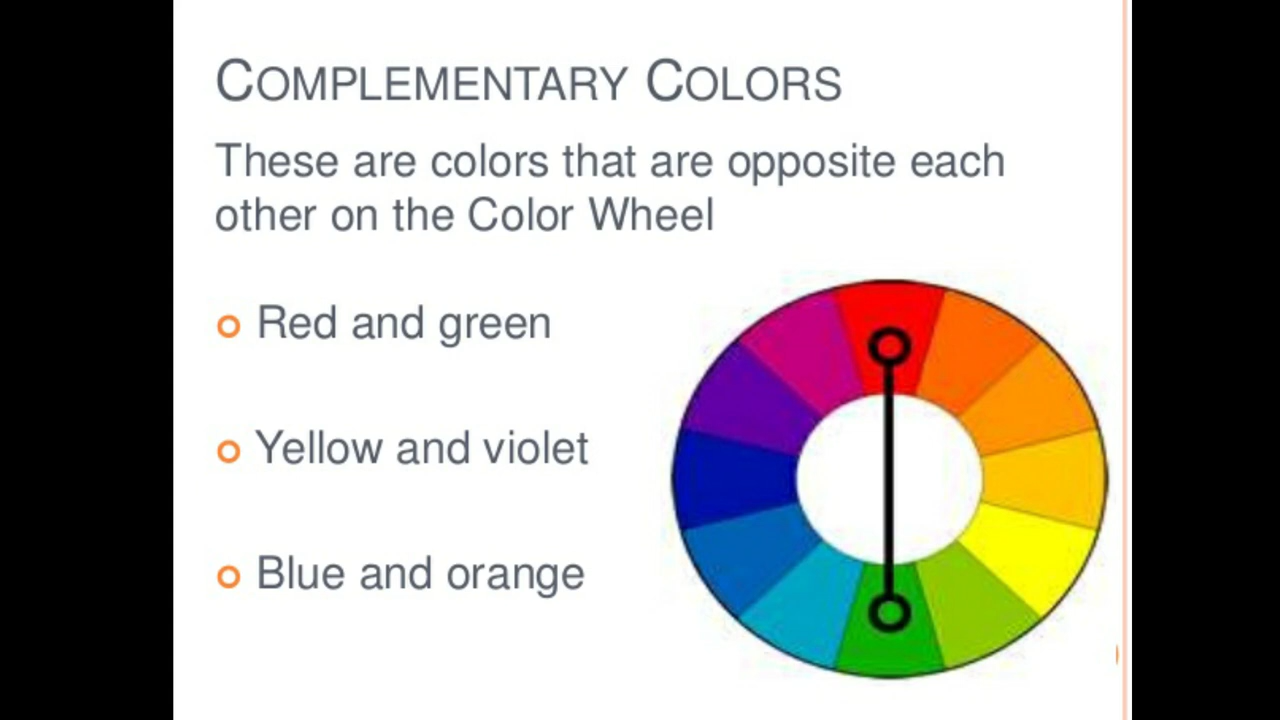 Complementary Colors
These are colors that are opposite each
other on the Color Wheel
Red and green
Yellow and violet
Blue and orange